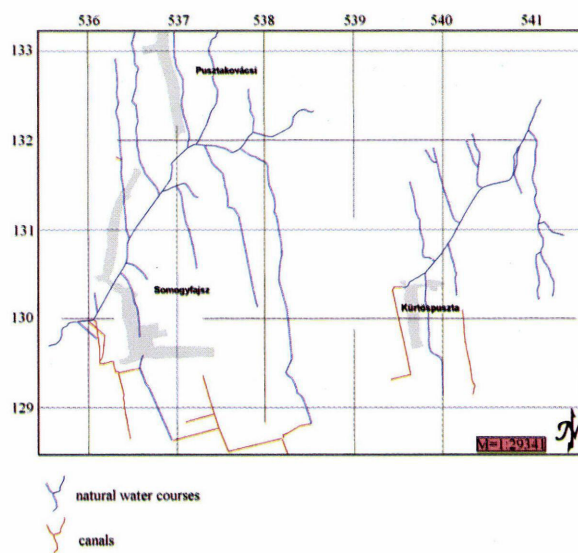 536 537 538 539 540 541
133
Pusztakovácsi
132
131
Somogyfajsz
130
Kürtöspuszta
129
M=1:29341
natural water courses
canals